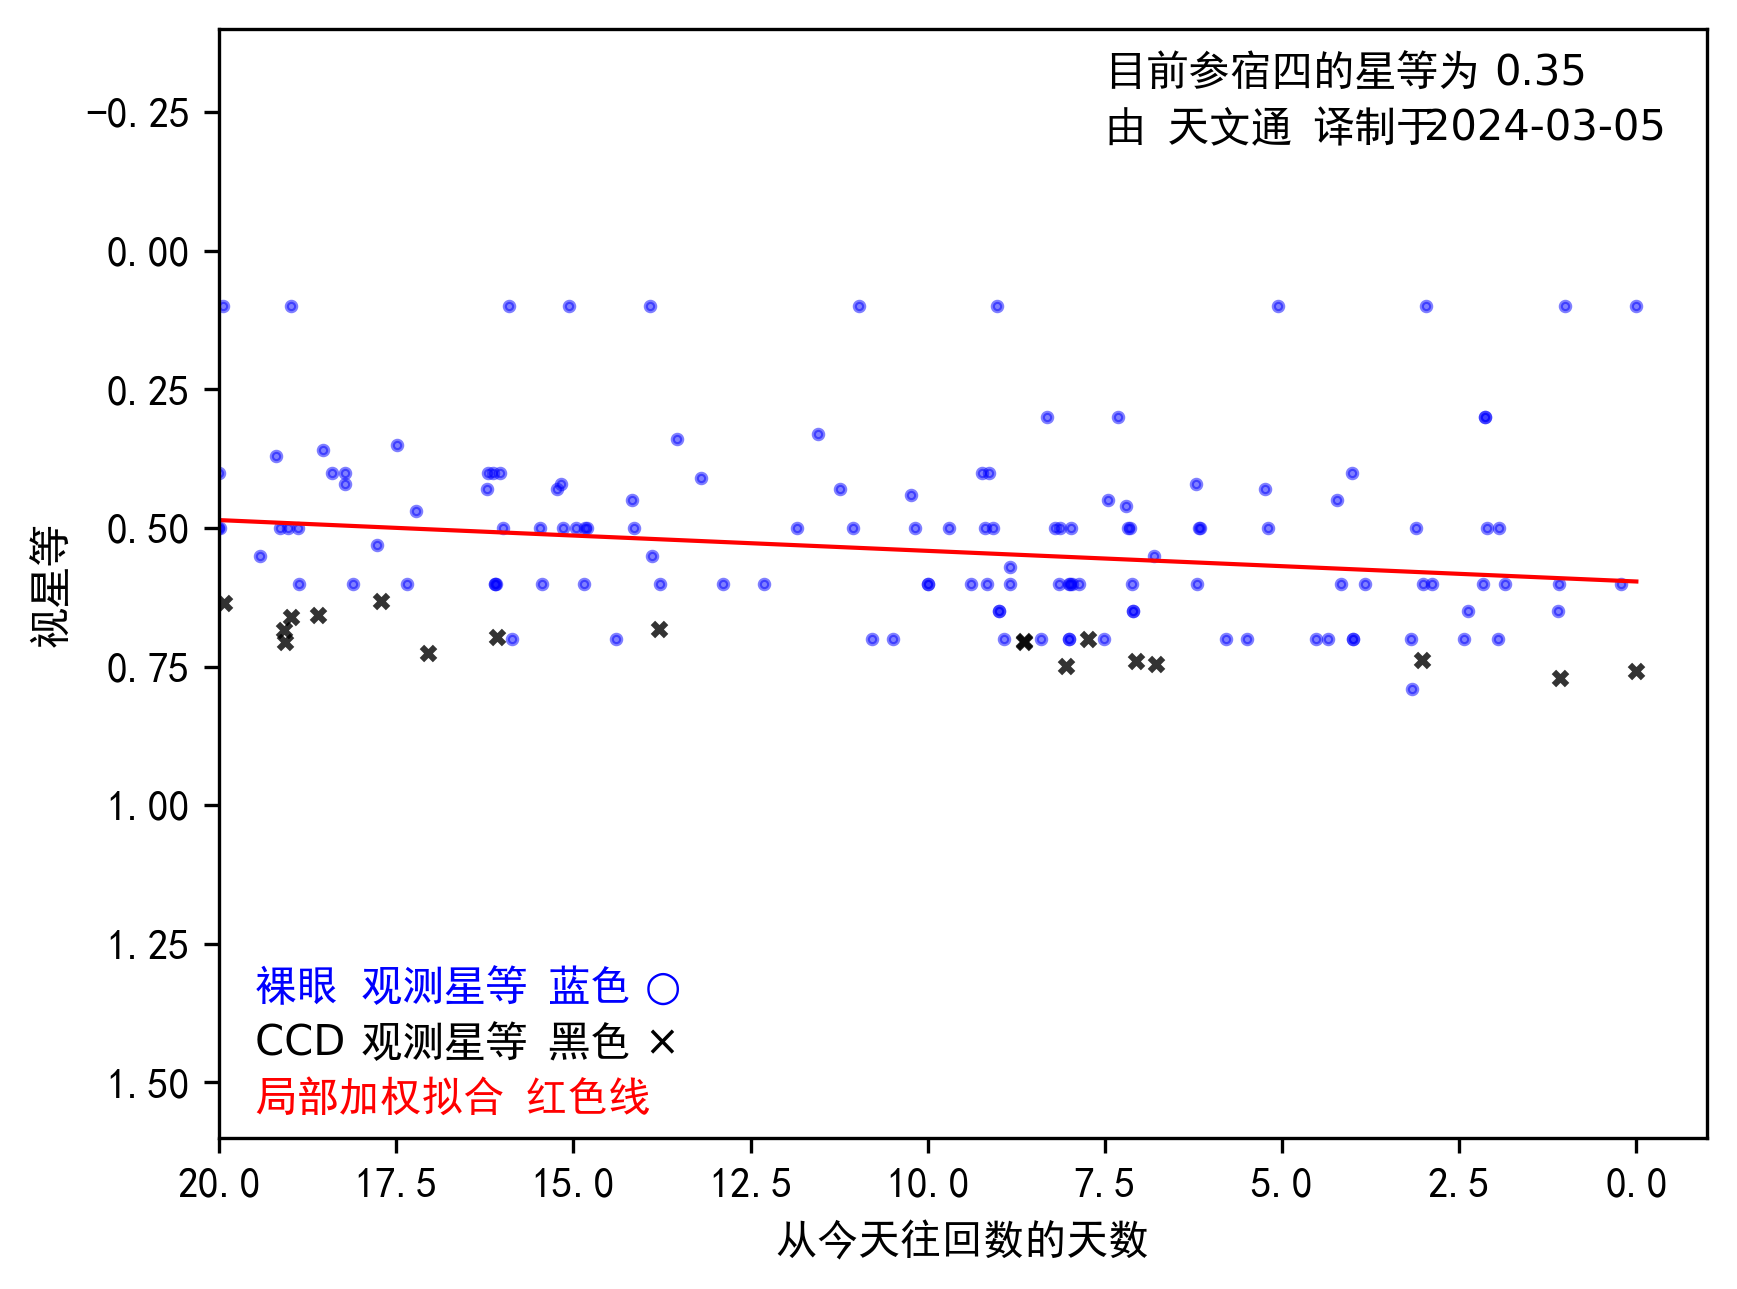 目前参宿四的星等为 0.35
由 天文通 译制于2024-03-05
−0.25
0.00
0.25
0.50
0.75
1.00
1.25
1.50
视星等
裸眼 观测星等 蓝色 ○
CCD 观测星等 黑色 ×
局部加权拟合 红色线
20.0 17.5 15.0 12.5 10.0 7.5 5.0 2.5 0.0
从今天往回数的天数